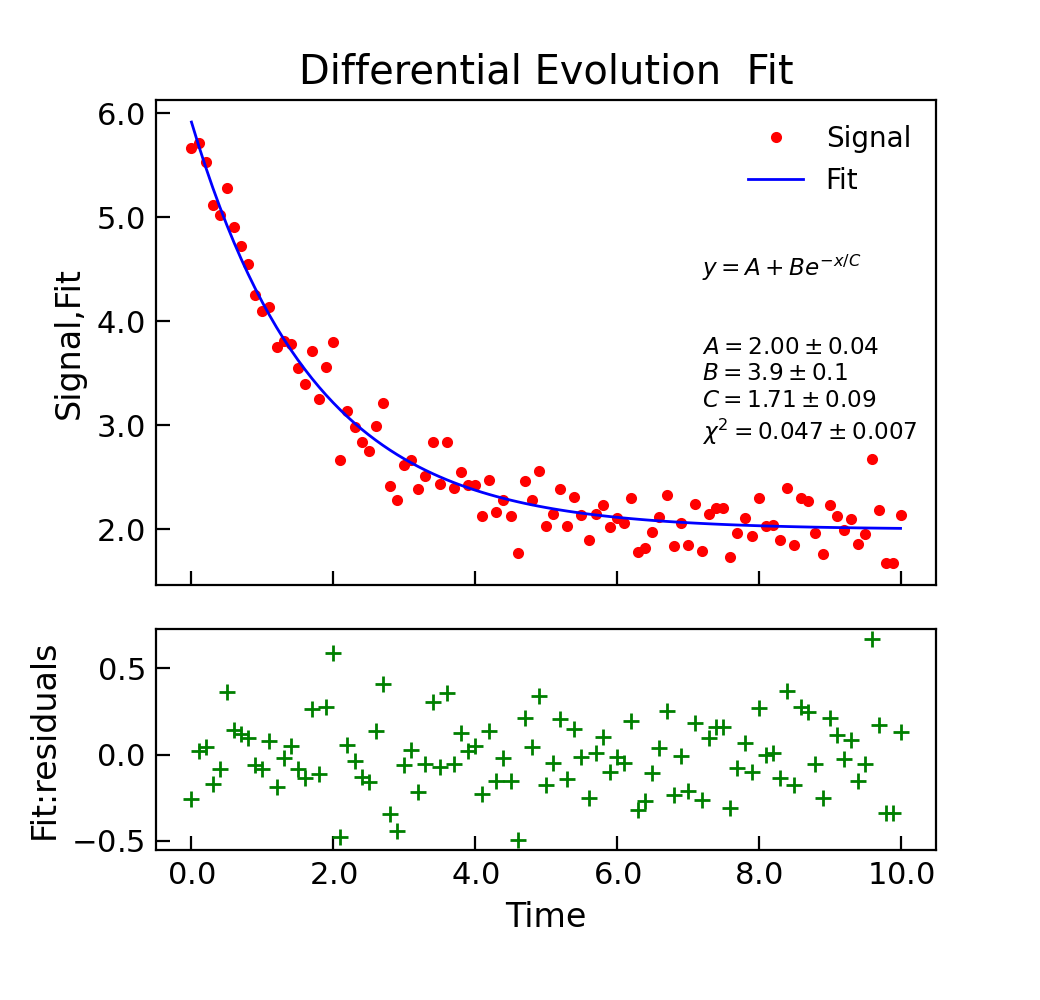 Differential Evolution  Fit
6.0
5.0
4.0
3.0
2.0
Signal,Fit
Signal
Fit
y = A + Be^{−x/C}
A = 2.00 ± 0.04
B = 3.9 ± 0.1
C = 1.71 ± 0.09
χ² = 0.047 ± 0.007
0.5
0.0
−0.5
Fit:residuals
0.0 2.0 4.0 6.0 8.0 10.0
Time